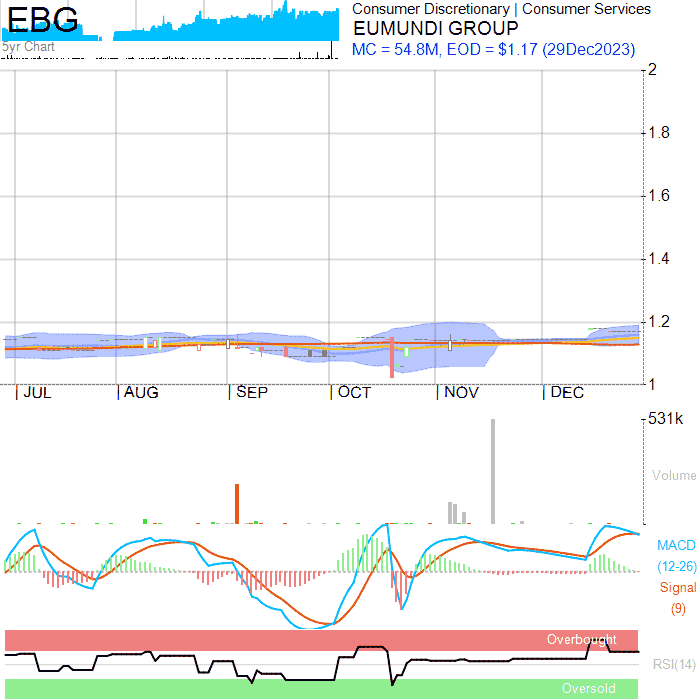 EBG
5yr Chart
Consumer Discretionary | Consumer Services
EUMUNDI GROUP
MC = 54.8M, EOD = $1.17 (29Dec2023)
2
1.8
1.6
1.4
1.2
1
JUL
AUG
SEP
OCT
NOV
DEC
531k
Volume
MACD
(12-26)
Signal
(9)
Overbought
RSI(14)
Oversold